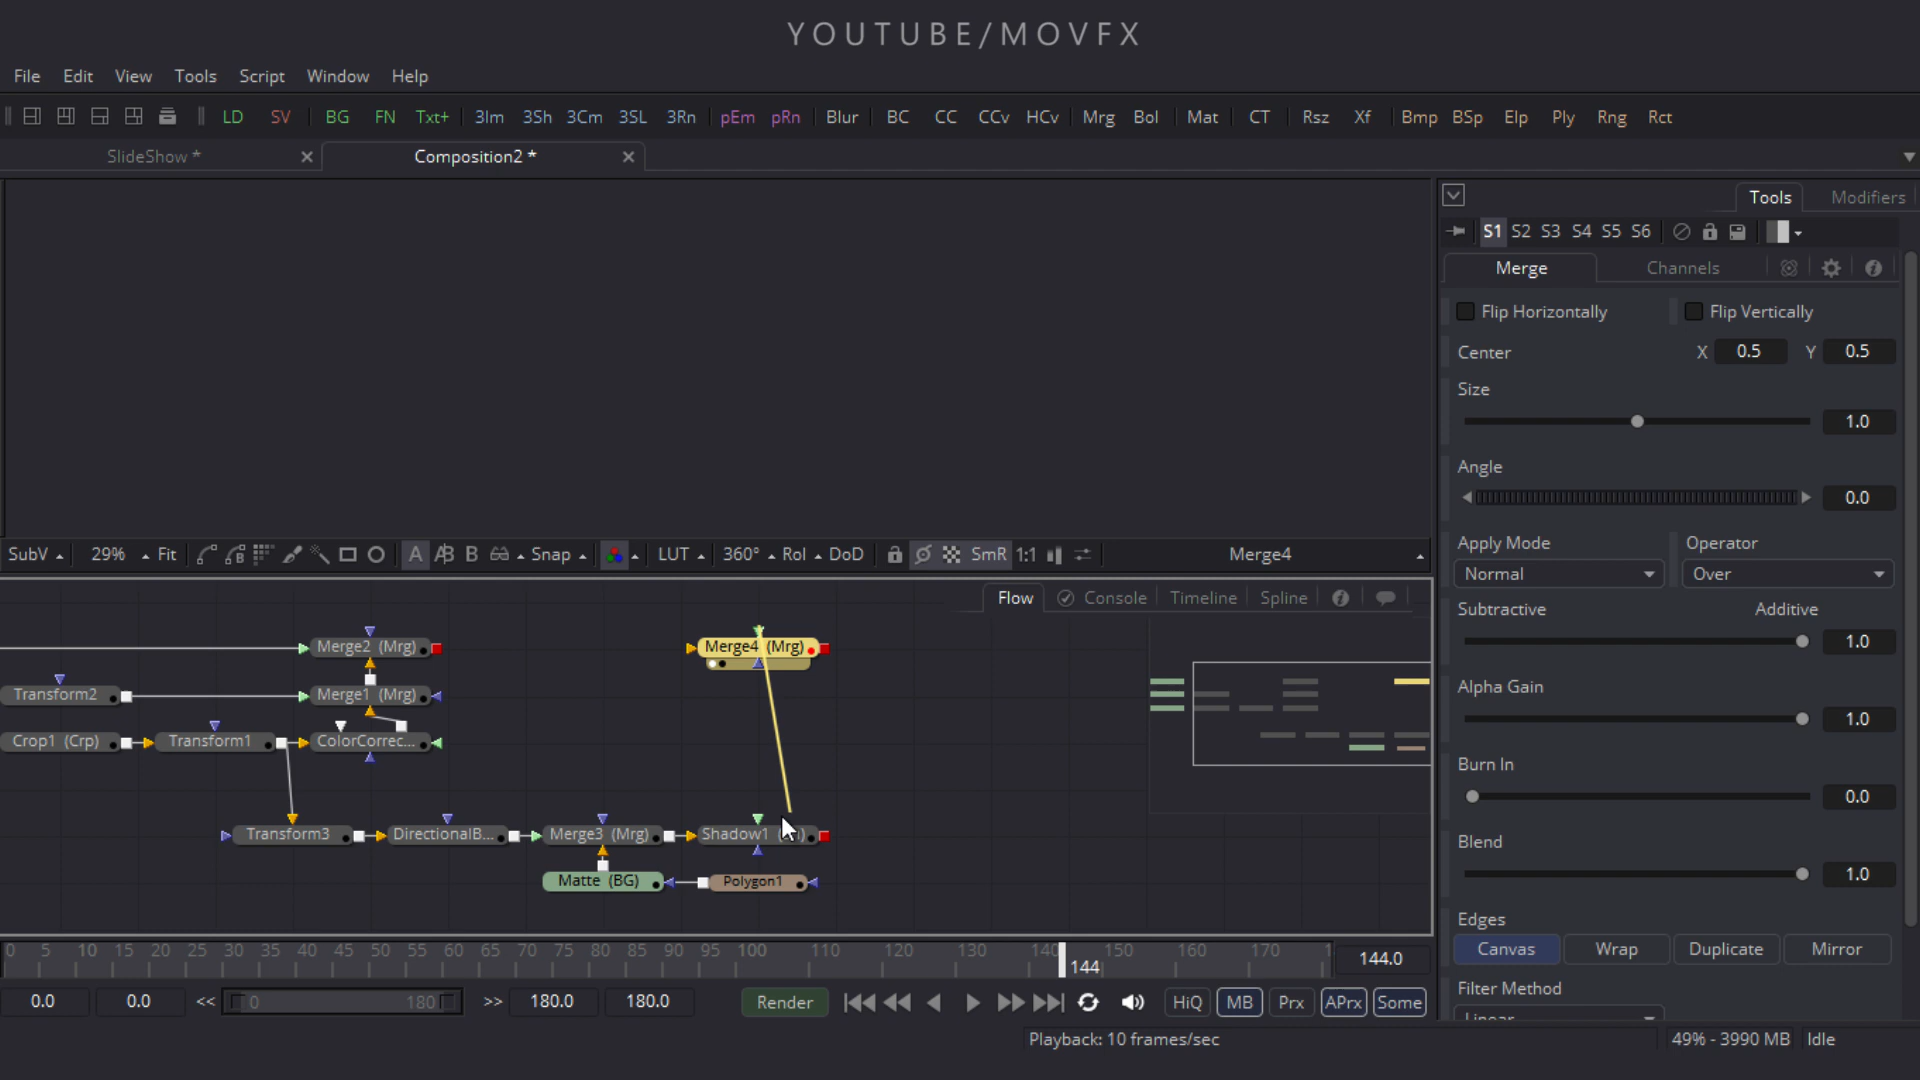 YOUTUBE/MOVFX
File Edit View Tools Script Window Help
LD SV BG FN Txt+ 3Im 3Sh 3Cm 3SL 3Rn pEm pRn Blur BC CC CCv HCv Mrg Bol Mat CT Rsz Xf Bmp BSp Elp Ply Rng Rct
SlideShow * Composition2 *
Tools Modifiers
S1 S2 S3 S4 S5 S6
Merge Channels
Flip Horizontally Flip Vertically
Center X 0.5 Y 0.5
Size
1.0
Angle
0.0
Apply Mode Operator
Normal Over
Subtractive Additive
1.0
Alpha Gain
1.0
Burn In
0.0
Blend
1.0
Edges
Canvas Wrap Duplicate Mirror
Filter Method
SubV 29% Fit A A|B B Snap LUT 360° RoI DoD SmR 1:1 Merge4
Flow Console Timeline Spline
Merge2 (Mrg) Merge4 (Mrg)
Transform2 Merge1 (Mrg)
Crop1 (Crp) Transform1 ColorCorrec...
Transform3 DirectionalB... Merge3 (Mrg) Shadow1
Matte (BG) Polygon1
0 5 10 15 20 25 30 35 40 45 50 55 60 65 70 75 80 85 90 95 100 110 120 130 140 150 160 170 144.0
144
0.0 0.0 << 0 180 >> 180.0 180.0 Render HiQ MB Prx APrx Some
Playback: 10 frames/sec 49% - 3990 MB Idle